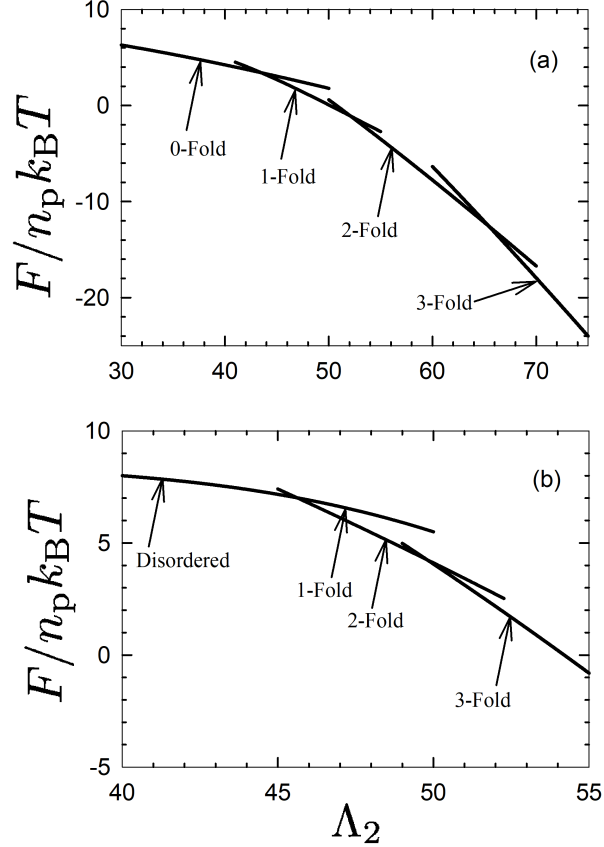 10
(a)
0
-10
-20
F/n_p k_B T
0-Fold
1-Fold
2-Fold
3-Fold
30 40 50 60 70
10
(b)
5
0
-5
F/n_p k_B T
Disordered
1-Fold
2-Fold
3-Fold
40 45 50 55
Λ₂